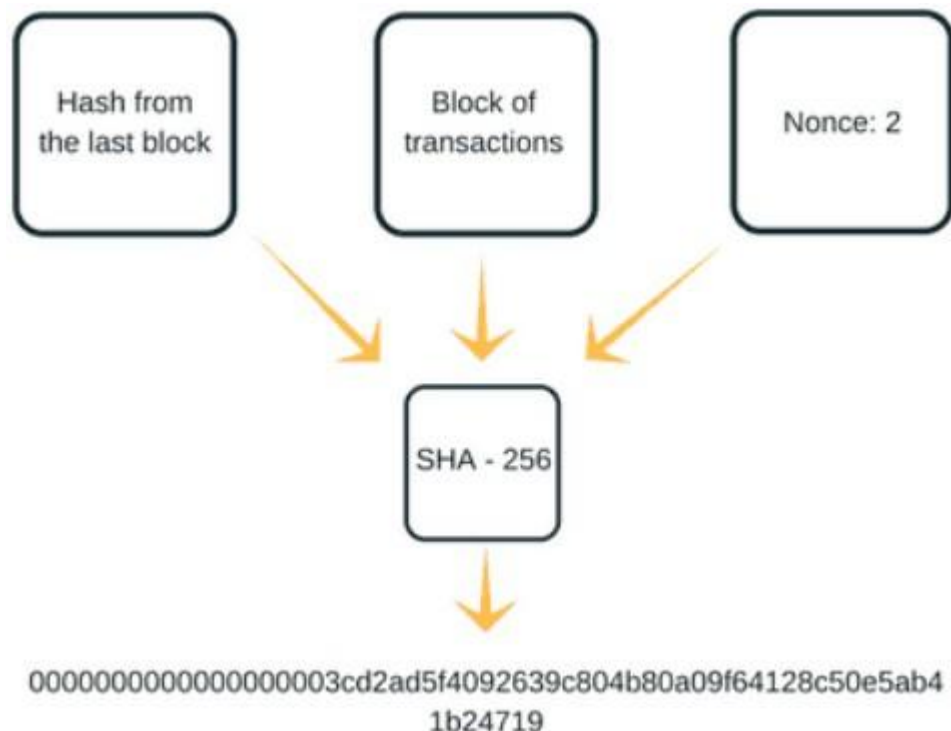 Hash from
the last block
Block of
transactions
Nonce: 2
SHA - 256
0000000000000000003cd2ad5f4092639c804b80a09f64128c50e5ab4
1b24719